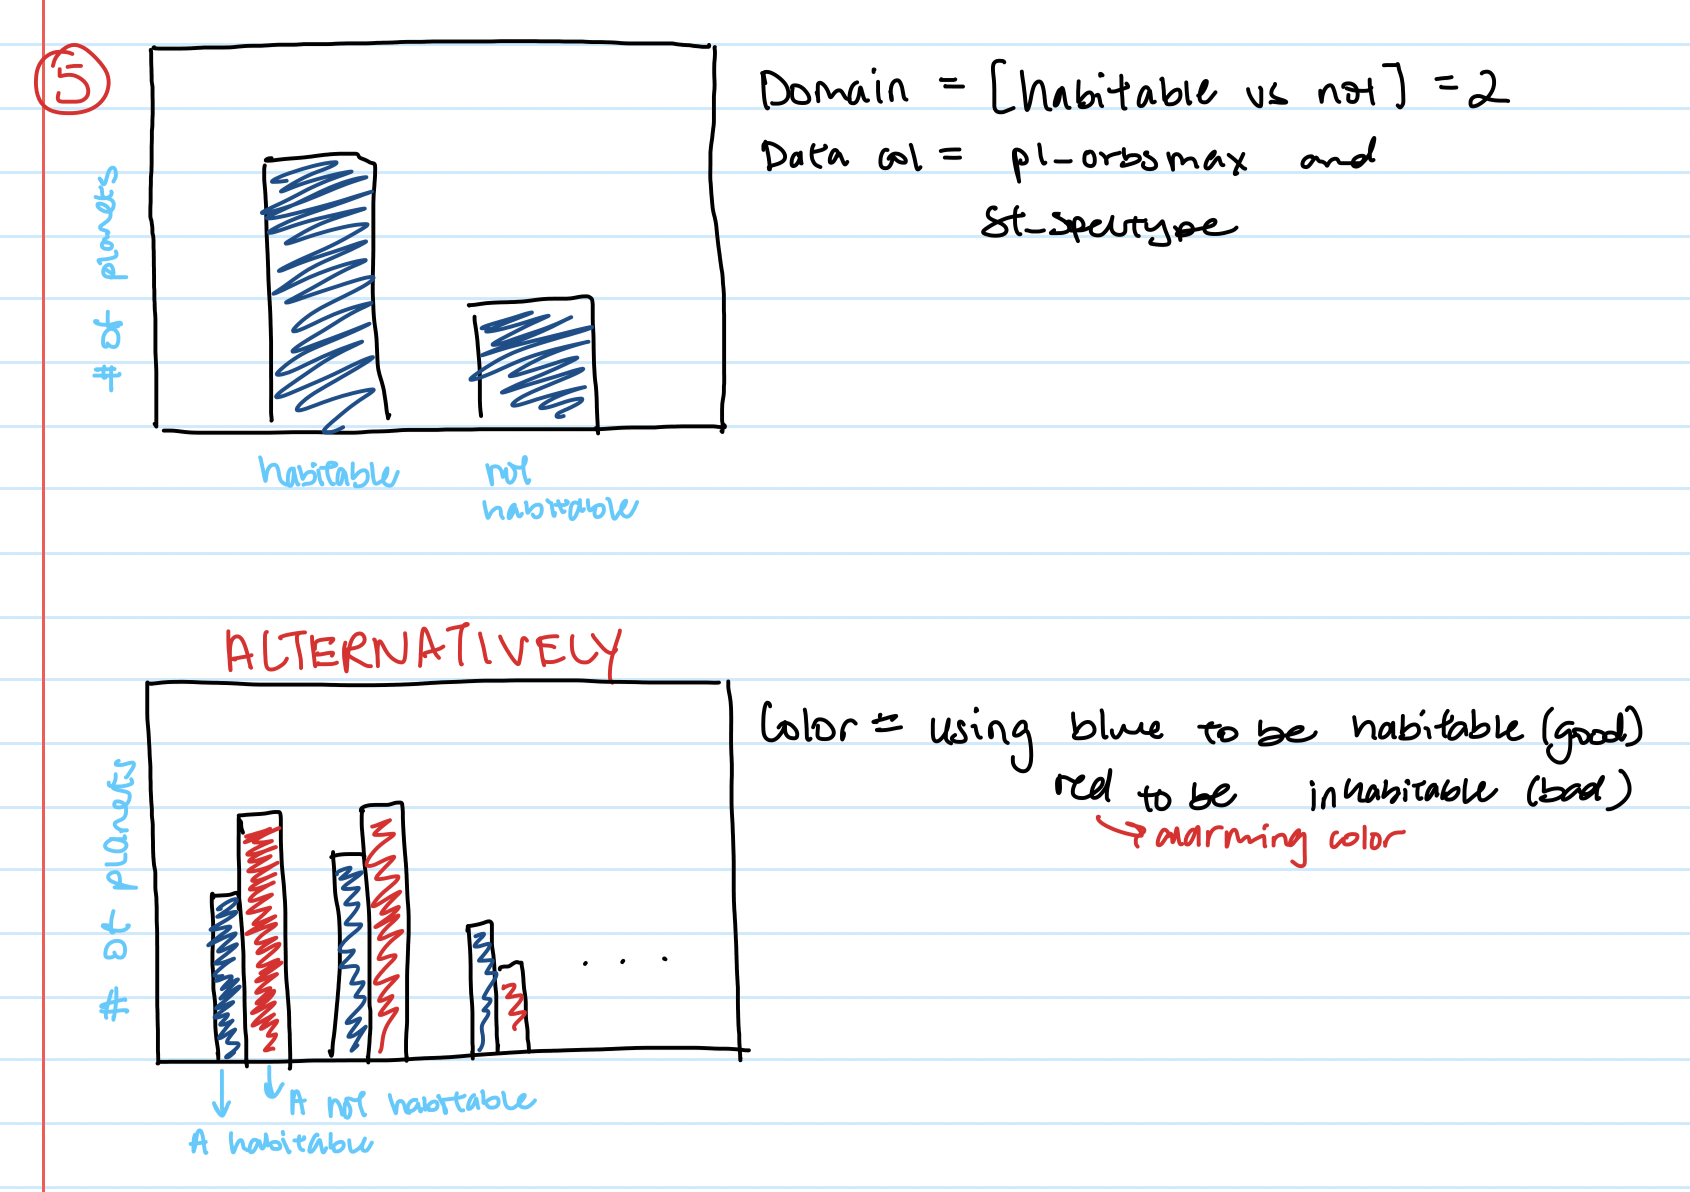 5
# of planets
Domain = [habitable vs not] = 2
Data col = pl_orbsmax and
st_spectype
habitable
not
habitable
ALTERNATIVELY
# of planets
Color = using blue to be habitable (good)
red to be inhabitable (bad)
alarming color
. . .
A not habitable
A habitable